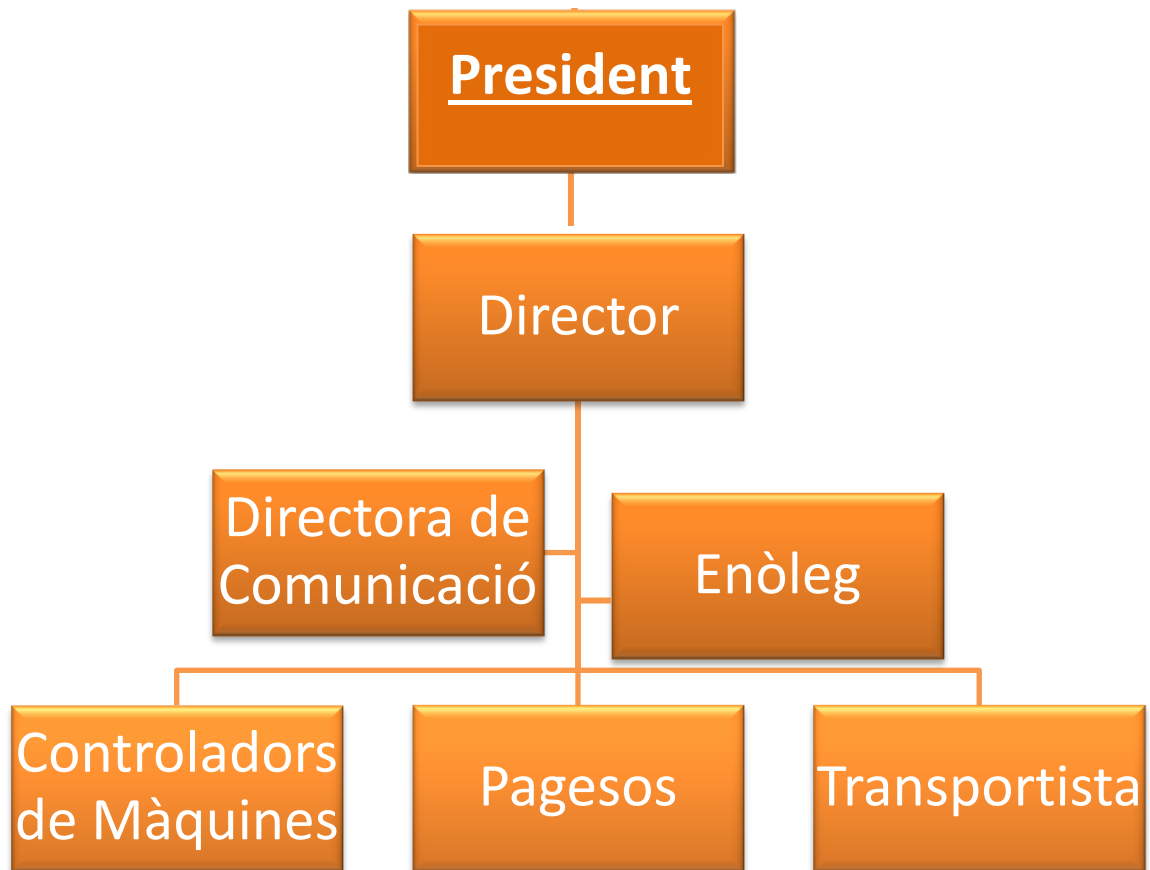 President
Director
Directora de
Comunicació
Enòleg
Controladors
de Màquines
Pagesos
Transportista